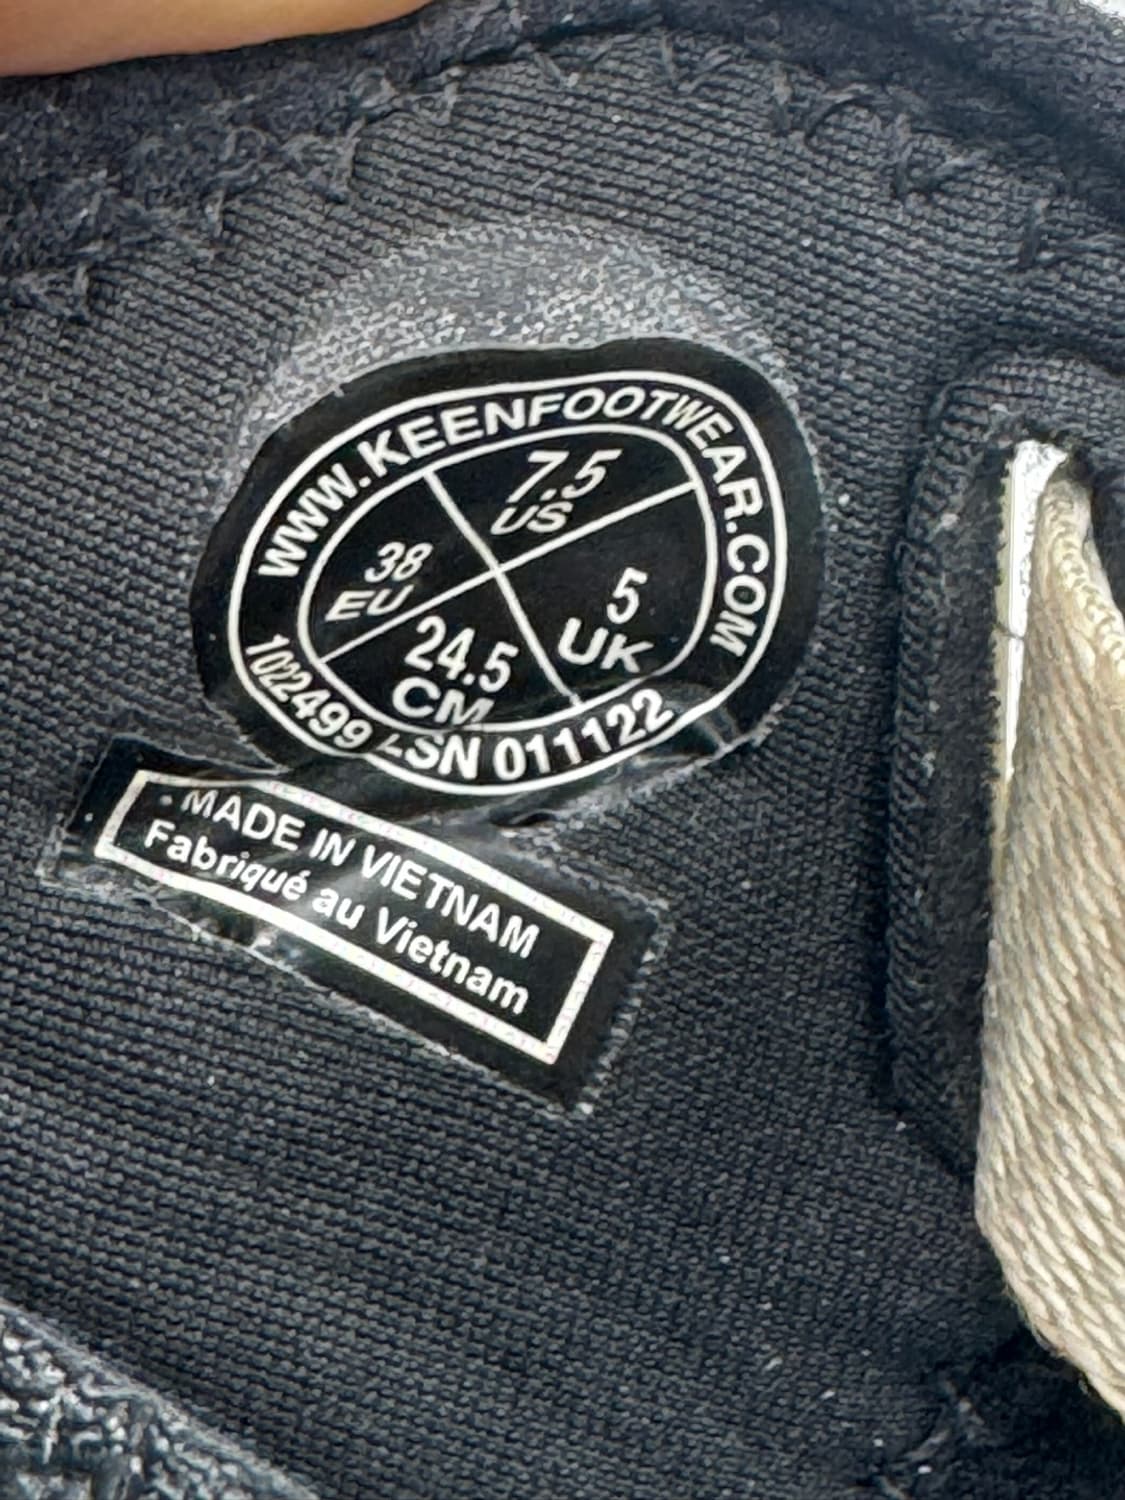 WWW.KEENFOOTWEAR.COM
7.5
US
38
EU
5
UK
24.5
CM
1022499 LSN 011122
MADE IN VIETNAM
Fabriqué au Vietnam